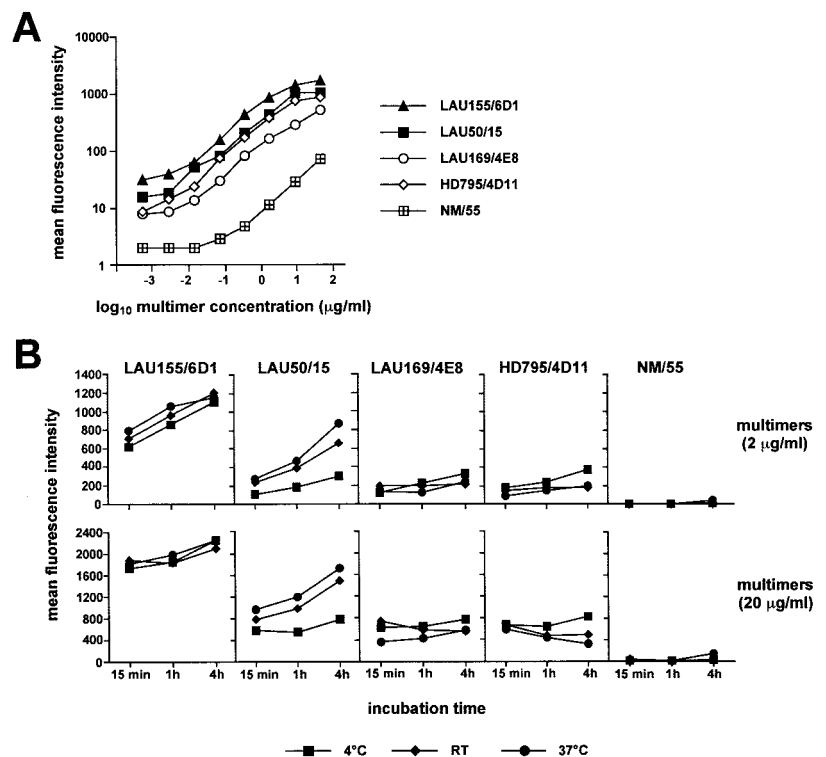 A
mean fluorescence intensity
10000
1000
100
10
1
-3 -2 -1 0 1 2
log₁₀ multimer concentration (µg/ml)
LAU155/6D1
LAU50/15
LAU169/4E8
HD795/4D11
NM/55
B
LAU155/6D1 LAU50/15 LAU169/4E8 HD795/4D11 NM/55
mean fluorescence intensity
1400
1200
1000
800
600
400
200
0
multimers
(2 µg/ml)
2400
2000
1600
1200
800
400
0
multimers
(20 µg/ml)
15 min 1h 4h 15 min 1h 4h 15 min 1h 4h 15 min 1h 4h 15 min 1h 4h
incubation time
4°C RT 37°C